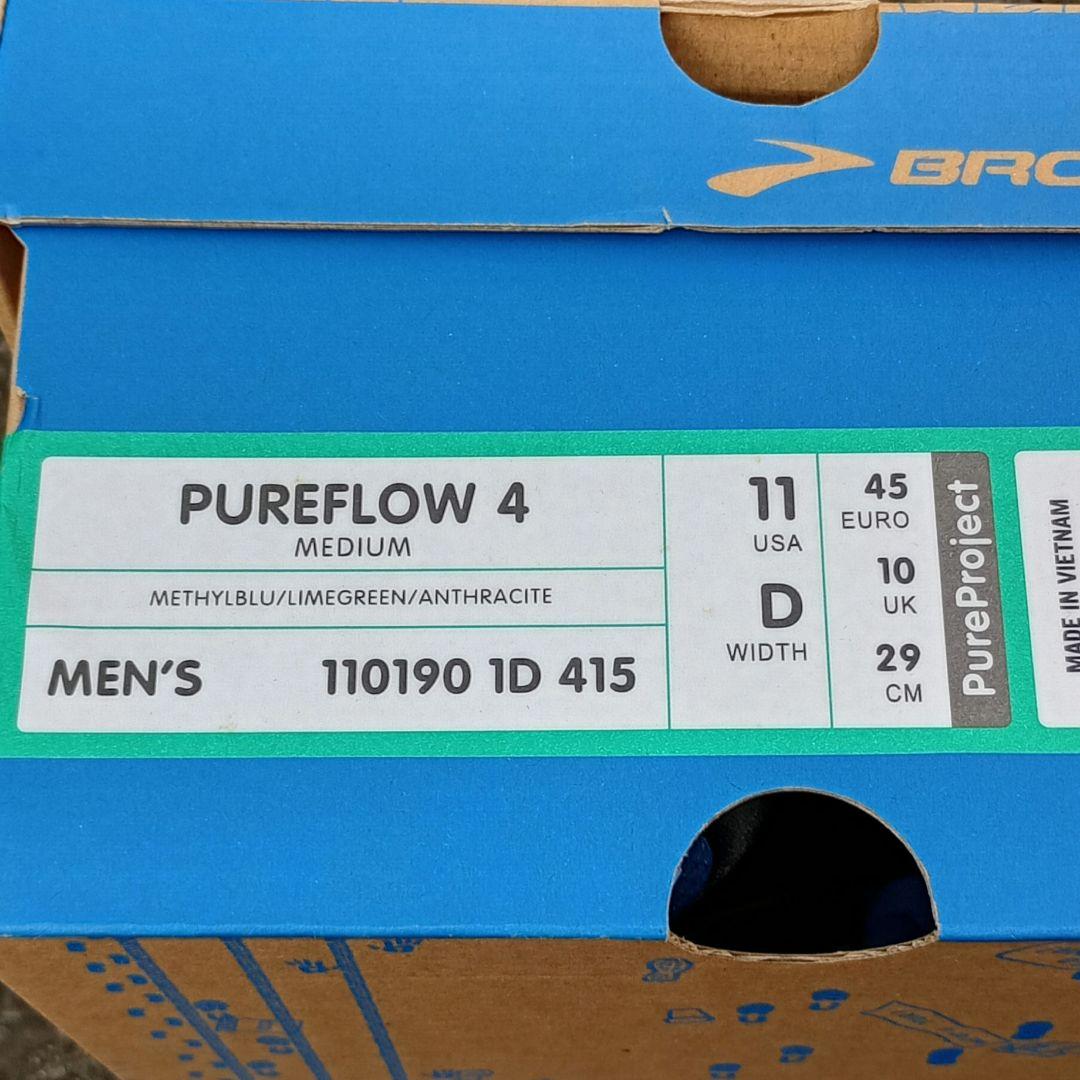 PUREFLOW 4
MEDIUM
METHYLBLU/LIMEGREEN/ANTHRACITE
MEN'S 110190 1D 415
11
USA
D
WIDTH
45
EURO
10
UK
29
CM
PureProject
MADE IN VIETNAM